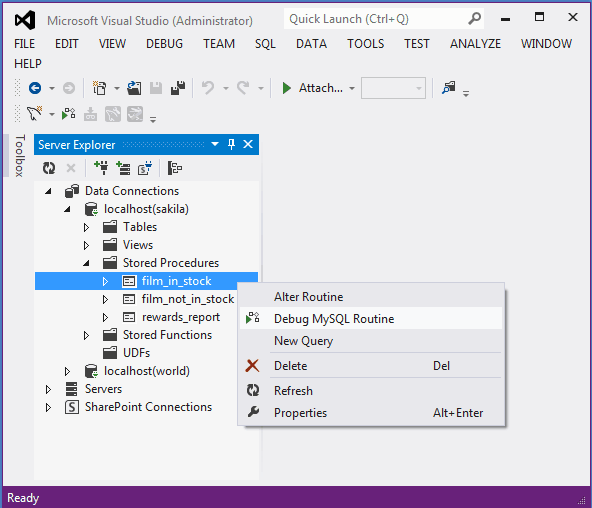 Microsoft Visual Studio (Administrator)
Quick Launch (Ctrl+Q)
FILE EDIT VIEW DEBUG TEAM SQL DATA TOOLS TEST ANALYZE WINDOW
HELP
Attach...
Toolbox
Server Explorer
Data Connections
localhost(sakila)
Tables
Views
Stored Procedures
film_in_stock
film_not_in_stock
rewards_report
Stored Functions
UDFs
localhost(world)
Servers
SharePoint Connections
Alter Routine
Debug MySQL Routine
New Query
Delete Del
Refresh
Properties Alt+Enter
Ready